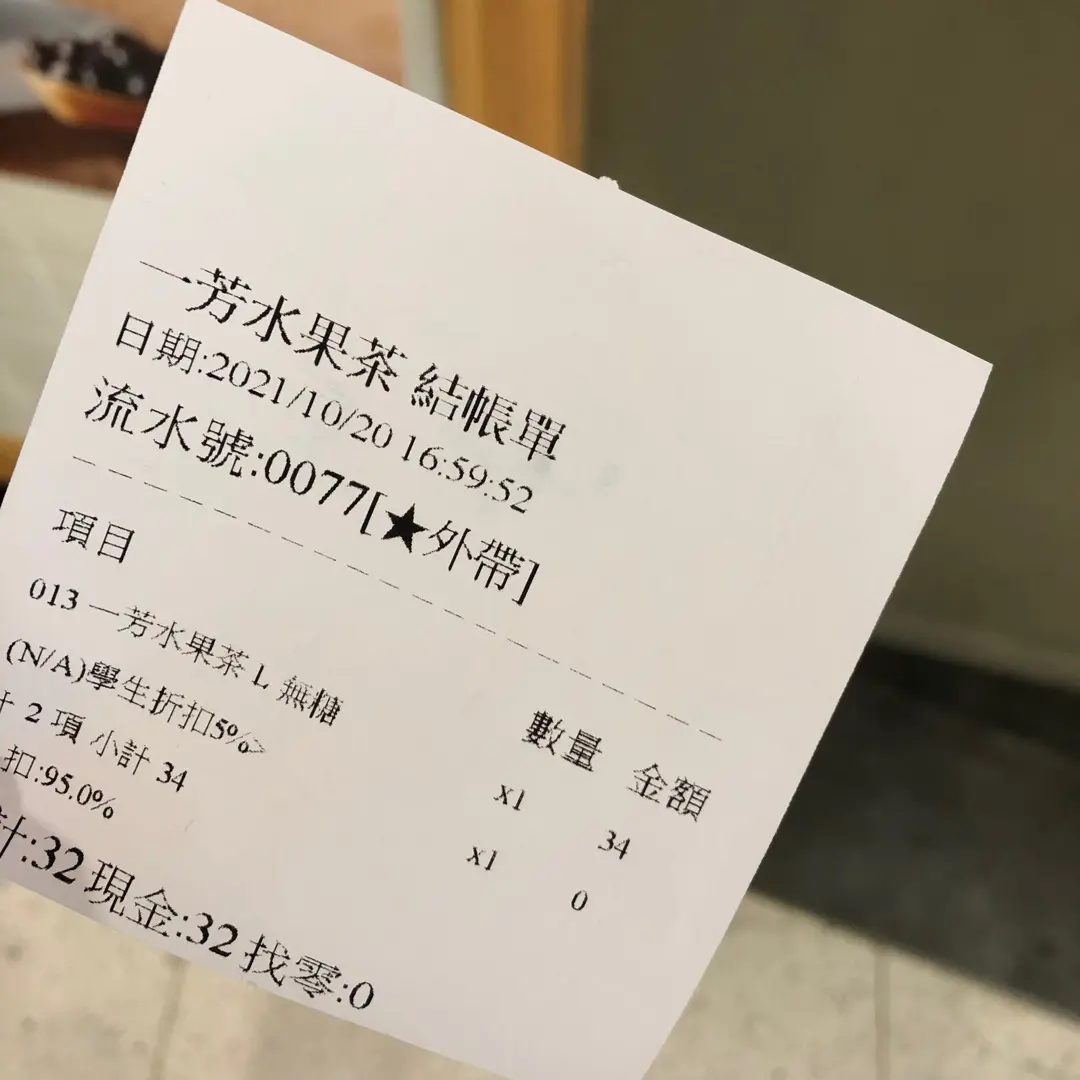 一芳水果茶 結帳單
日期:2021/10/20 16:59:52
流水號:0077[★外帶]
項目 數量 金額
013 一芳水果茶 L 無糖 x1 34
(N/A)學生折扣5%> x1 0
計 2 項 小計 34
扣:95.0%
計:32 現金:32 找零:0